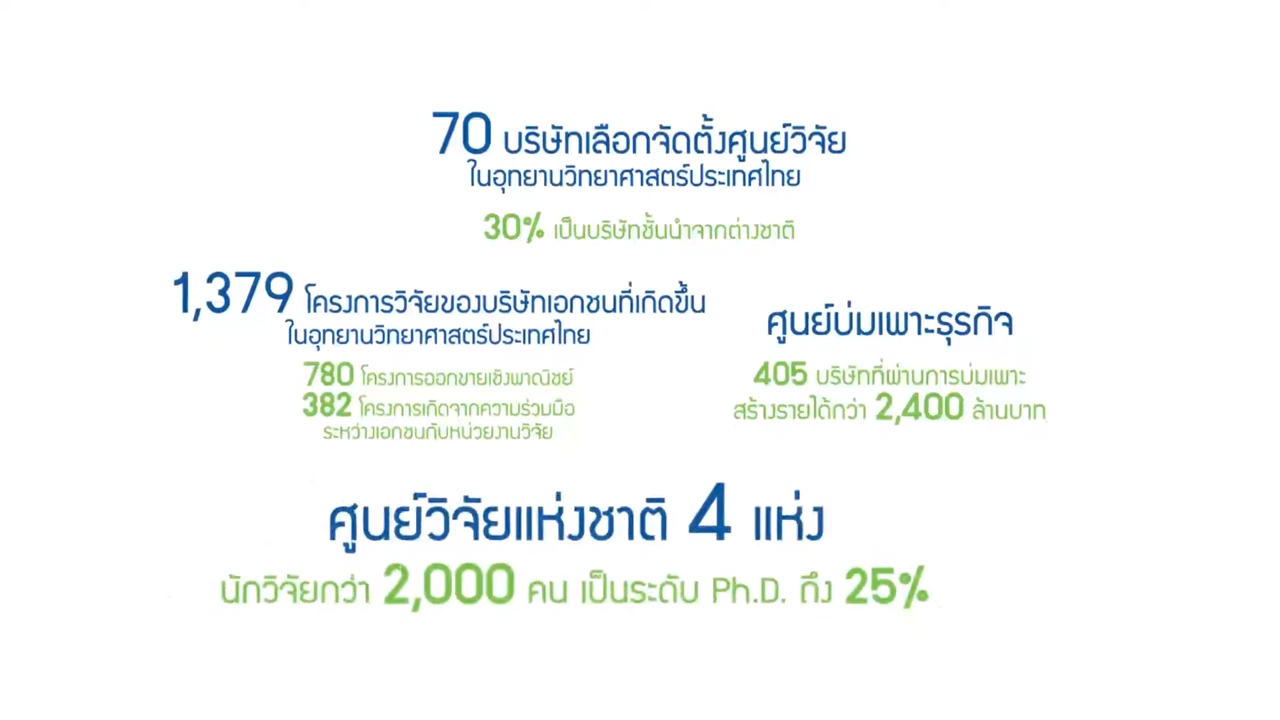 70 บริษัทเลือกจัดตั้งศูนย์วิจัย
ในอุทยานวิทยาศาสตร์ประเทศไทย
30% เป็นบริษัทชั้นนำจากต่างชาติ
1,379 โครงการวิจัยของบริษัทเอกชนที่เกิดขึ้น
ในอุทยานวิทยาศาสตร์ประเทศไทย
780 โครงการออกขายเชิงพาณิชย์
382 โครงการเกิดจากความร่วมมือ
ระหว่างเอกชนกับหน่วยงานวิจัย
ศูนย์บ่มเพาะธุรกิจ
405 บริษัทที่ผ่านการบ่มเพาะ
สร้างรายได้กว่า 2,400 ล้านบาท
ศูนย์วิจัยแห่งชาติ 4 แห่ง
นักวิจัยกว่า 2,000 คน เป็นระดับ Ph.D. ถึง 25%